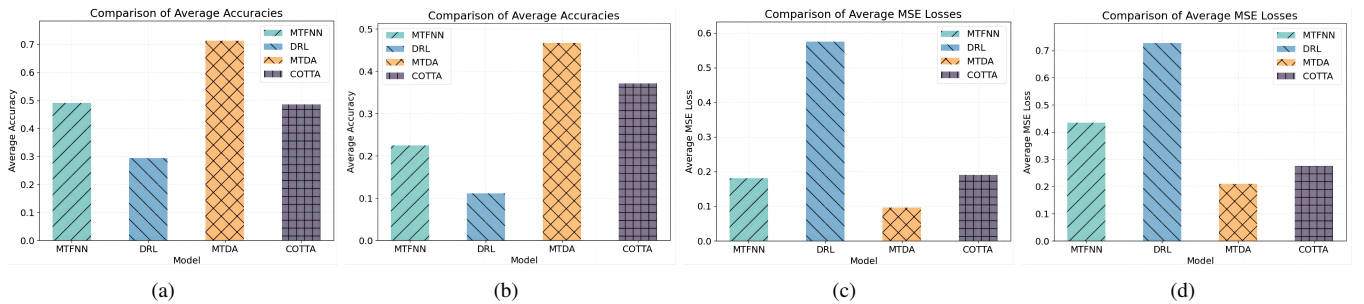 Comparison of Average Accuracies
MTFNN
DRL
MTDA
COTTA
0.7
0.6
0.5
0.4
0.3
0.2
0.1
0.0
Average Accuracy
MTFNN DRL MTDA COTTA
Model
(a)
Comparison of Average Accuracies
MTFNN
DRL
MTDA
COTTA
0.5
0.4
0.3
0.2
0.1
0.0
Average Accuracy
MTFNN DRL MTDA COTTA
Model
(b)
Comparison of Average MSE Losses
MTFNN
DRL
MTDA
COTTA
0.6
0.5
0.4
0.3
0.2
0.1
0.0
Average MSE Loss
MTFNN DRL MTDA COTTA
Model
(c)
Comparison of Average MSE Losses
MTFNN
DRL
MTDA
COTTA
0.7
0.6
0.5
0.4
0.3
0.2
0.1
0.0
Average MSE Loss
MTFNN DRL MTDA COTTA
Model
(d)